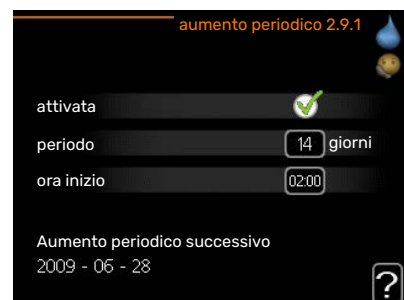 aumento periodico 2.9.1
attivata
periodo 14 giorni
ora inizio 02:00
Aumento periodico successivo
2009 - 06 - 28
?